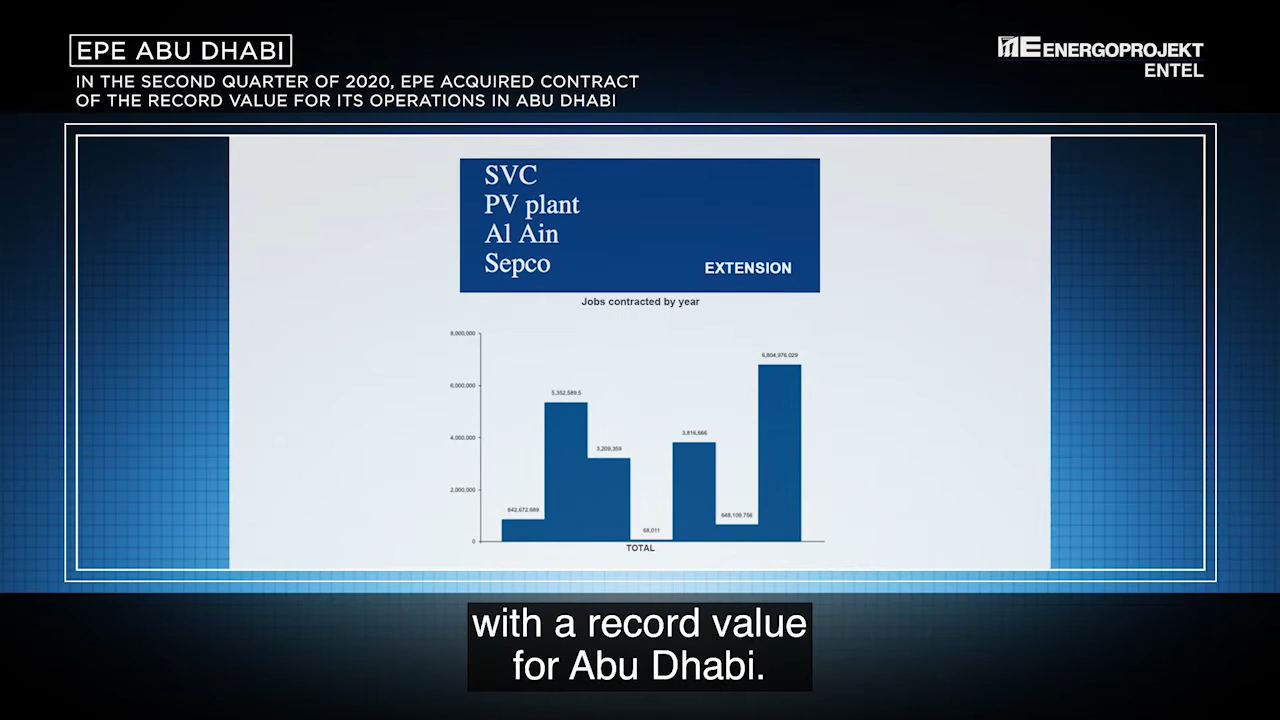 EPE ABU DHABI
IN THE SECOND QUARTER OF 2020, EPE ACQUIRED CONTRACT
OF THE RECORD VALUE FOR ITS OPERATIONS IN ABU DHABI
ENERGOPROJEKT
ENTEL
SVC
PV plant
Al Ain
Sepco
EXTENSION
Jobs contracted by year
8,000,000
6,804,976,029
6,000,000
5,352,589.5
4,000,000
3,816,666
3,209,359
2,000,000
842,672.689
648,109.756
68,011
0
TOTAL
with a record value
for Abu Dhabi.